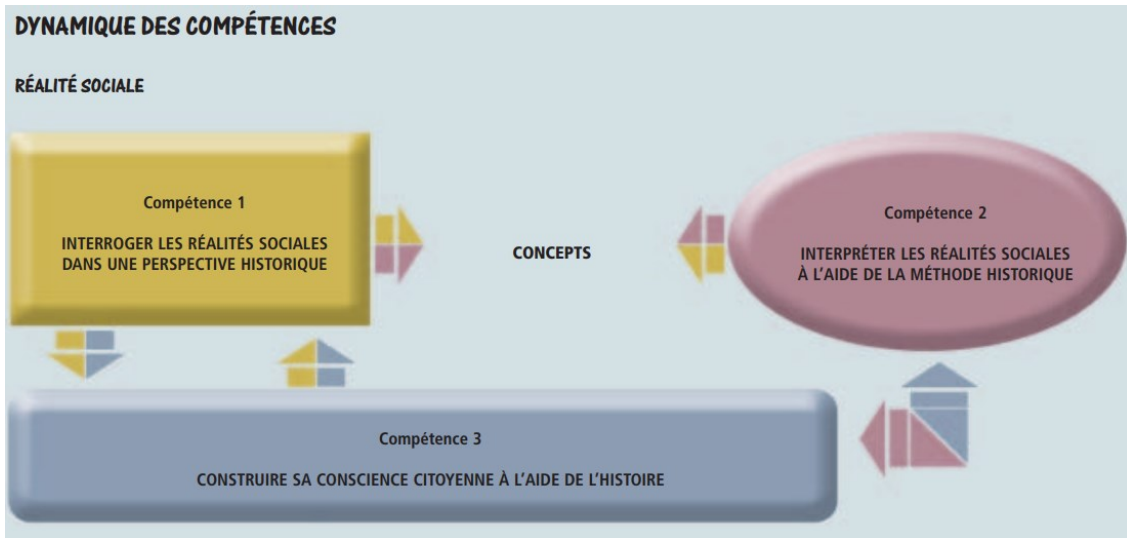 DYNAMIQUE DES COMPÉTENCES
RÉALITÉ SOCIALE
Compétence 1
INTERROGER LES RÉALITÉS SOCIALES
DANS UNE PERSPECTIVE HISTORIQUE
CONCEPTS
Compétence 2
INTERPRÉTER LES RÉALITÉS SOCIALES
À L’AIDE DE LA MÉTHODE HISTORIQUE
Compétence 3
CONSTRUIRE SA CONSCIENCE CITOYENNE À L’AIDE DE L’HISTOIRE